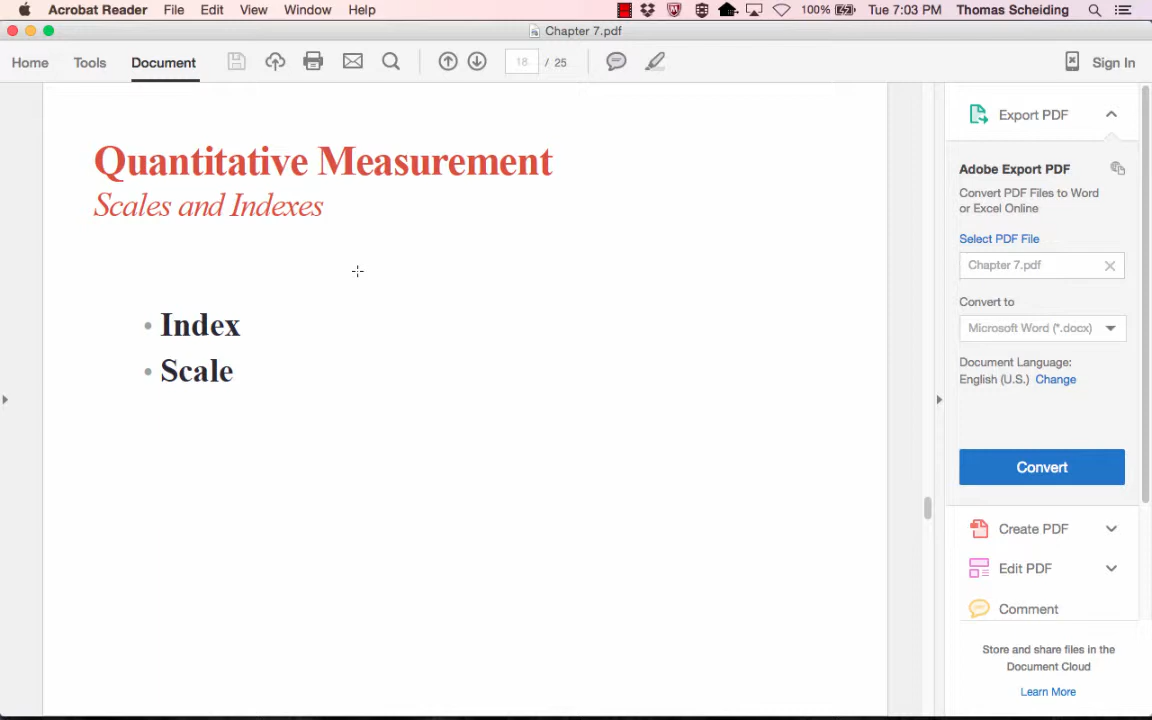 Acrobat Reader File Edit View Window Help 100% Tue 7:03 PM Thomas Scheiding
Chapter 7.pdf
Home Tools Document 18 / 25 Sign In
Quantitative Measurement
Scales and Indexes
• Index
• Scale
Export PDF
Adobe Export PDF
Convert PDF Files to Word
or Excel Online
Select PDF File
Chapter 7.pdf
Convert to
Microsoft Word (*.docx)
Document Language:
English (U.S.) Change
Convert
Create PDF
Edit PDF
Comment
Store and share files in the
Document Cloud
Learn More